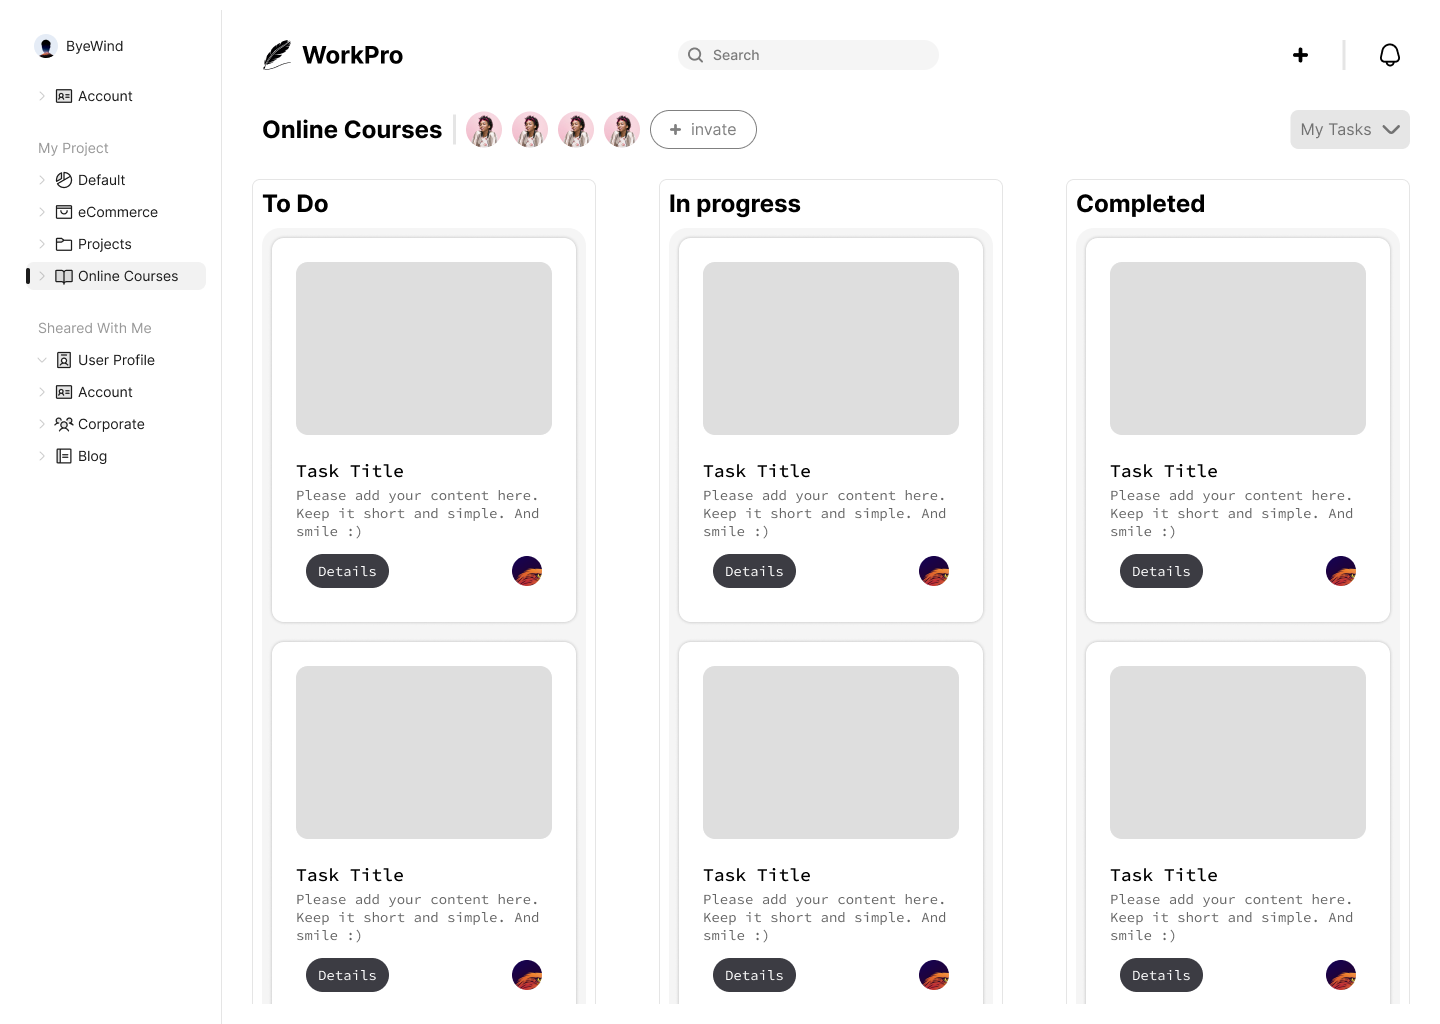 ByeWind
Account
My Project
Default
eCommerce
Projects
Online Courses
Sheared With Me
User Profile
Account
Corporate
Blog
WorkPro
Search
Online Courses
invate
My Tasks
To Do
Task Title
Please add your content here.
Keep it short and simple. And
smile :)
Details
Task Title
Please add your content here.
Keep it short and simple. And
smile :)
Details
In progress
Task Title
Please add your content here.
Keep it short and simple. And
smile :)
Details
Task Title
Please add your content here.
Keep it short and simple. And
smile :)
Details
Completed
Task Title
Please add your content here.
Keep it short and simple. And
smile :)
Details
Task Title
Please add your content here.
Keep it short and simple. And
smile :)
Details